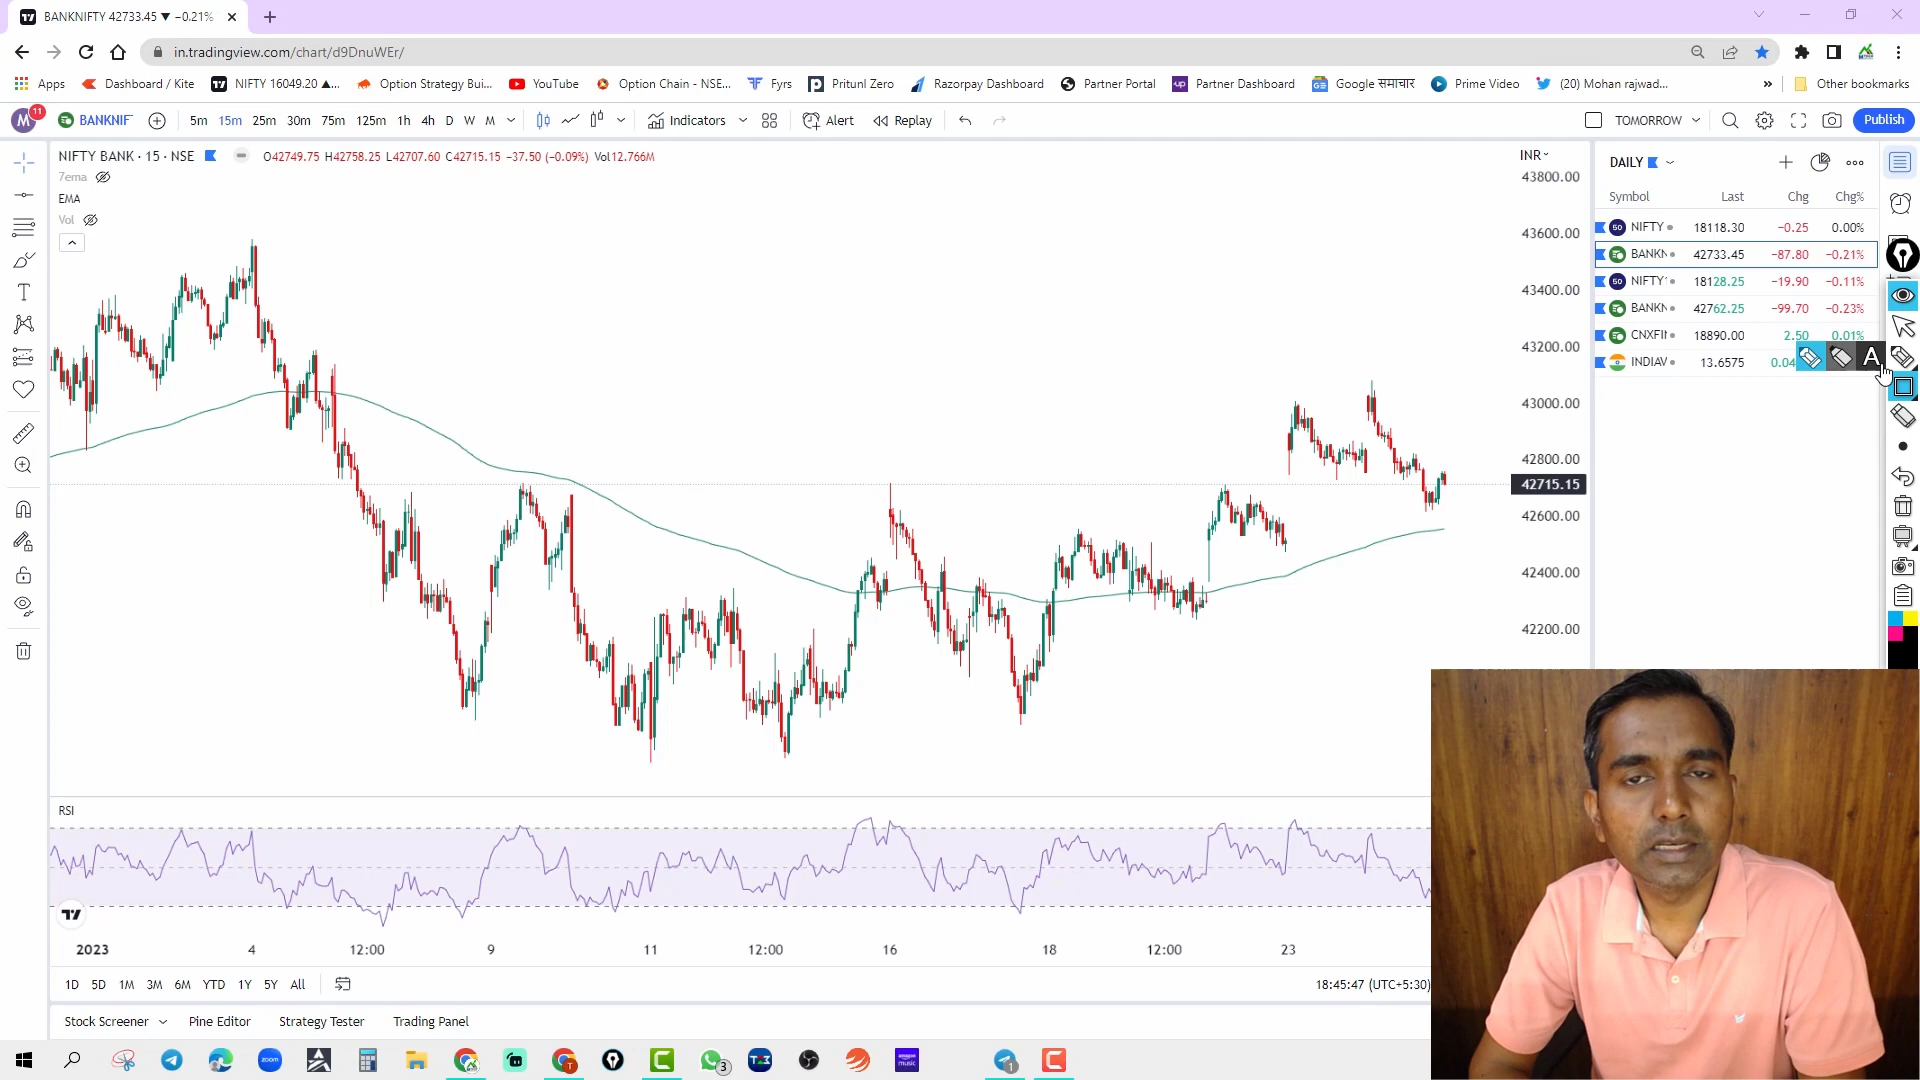 BANKNIFTY 42733.45 ▼ −0.21%
in.tradingview.com/chart/d9DnuWEr/
Apps Dashboard / Kite NIFTY 16049.20 ▲... Option Strategy Bui... YouTube Option Chain - NSE... Fyrs Pritunl Zero Razorpay Dashboard Partner Portal Partner Dashboard Google समाचार Prime Video (20) Mohan rajwad... » Other bookmarks
M 11 BANKNIF 5m 15m 25m 30m 75m 125m 1h 4h D W M Indicators Alert Replay TOMORROW Publish
NIFTY BANK · 15 · NSE O42749.75 H42758.25 L42707.60 C42715.15 −37.50 (−0.09%) Vol12.766M
7ema
EMA
Vol
INR
43800.00
43600.00
43400.00
43200.00
43000.00
42800.00
42715.15
42600.00
42400.00
42200.00
DAILY
Symbol Last Chg Chg%
50 NIFTY 18118.30 −0.25 0.00%
BANKN 42733.45 −87.80 −0.21%
50 NIFTY 18128.25 −19.90 −0.11%
BANKN 42762.25 −99.70 −0.23%
CNXFI 18890.00 2.50 0.01%
INDIAV 13.6575 0.04
A
RSI
2023 4 12:00 9 11 12:00 16 18 12:00 23
1D 5D 1M 3M 6M YTD 1Y 5Y All 18:45:47 (UTC+5:30)
Stock Screener Pine Editor Strategy Tester Trading Panel
zoom 3 amazon music 1